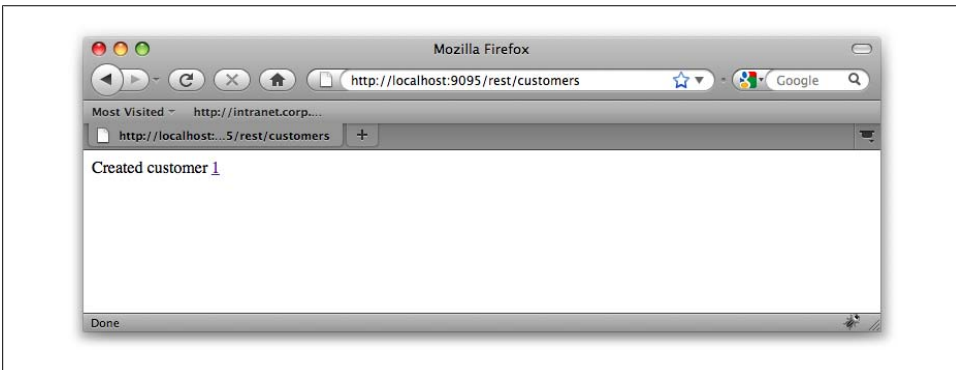 Mozilla Firefox
http://localhost:9095/rest/customers
Google
Most Visited http://intranet.corp....
http://localhost:...5/rest/customers
Created customer 1
Done